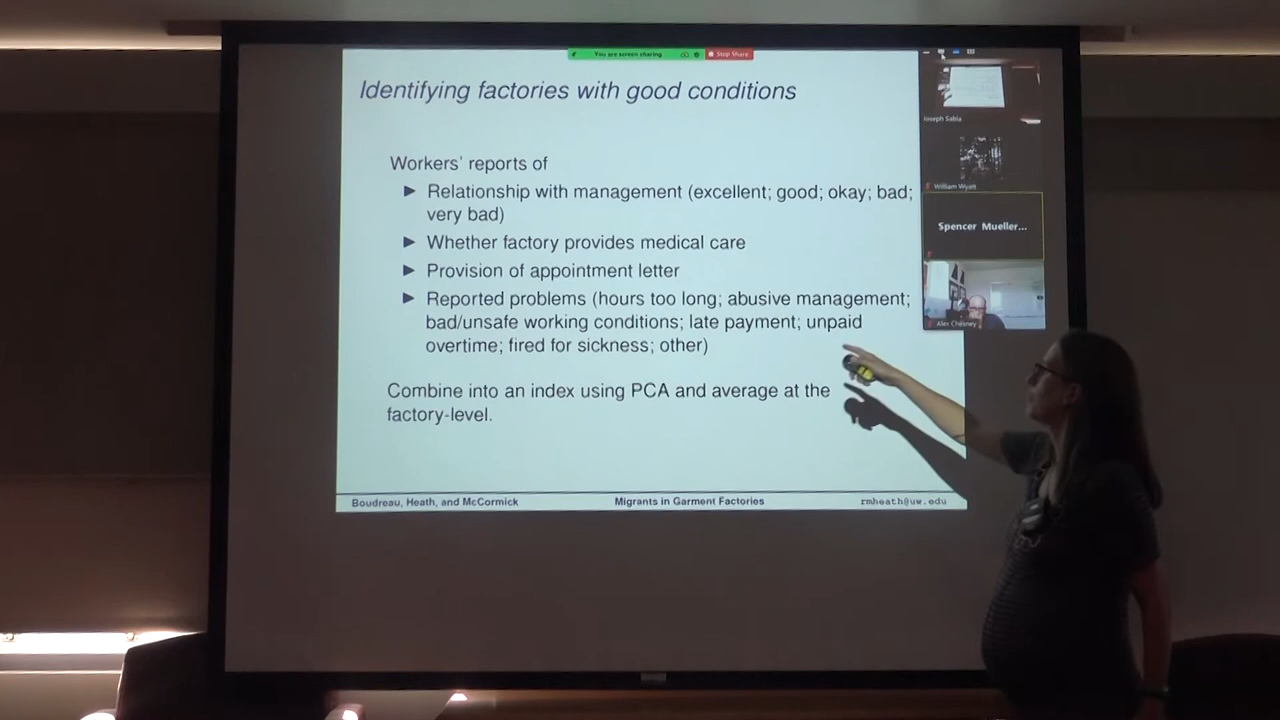 You are screen sharing
Stop Share
Identifying factories with good conditions
Joseph Sabia
Workers' reports of
William Wyatt
Relationship with management (excellent; good; okay; bad;
very bad)
Spencer Mueller...
Whether factory provides medical care
Provision of appointment letter
Reported problems (hours too long; abusive management;
bad/unsafe working conditions; late payment; unpaid
overtime; fired for sickness; other)
Alex Chesney
Combine into an index using PCA and average at the
factory-level.
Boudreau, Heath, and McCormick
Migrants in Garment Factories
rmheath@uw.edu